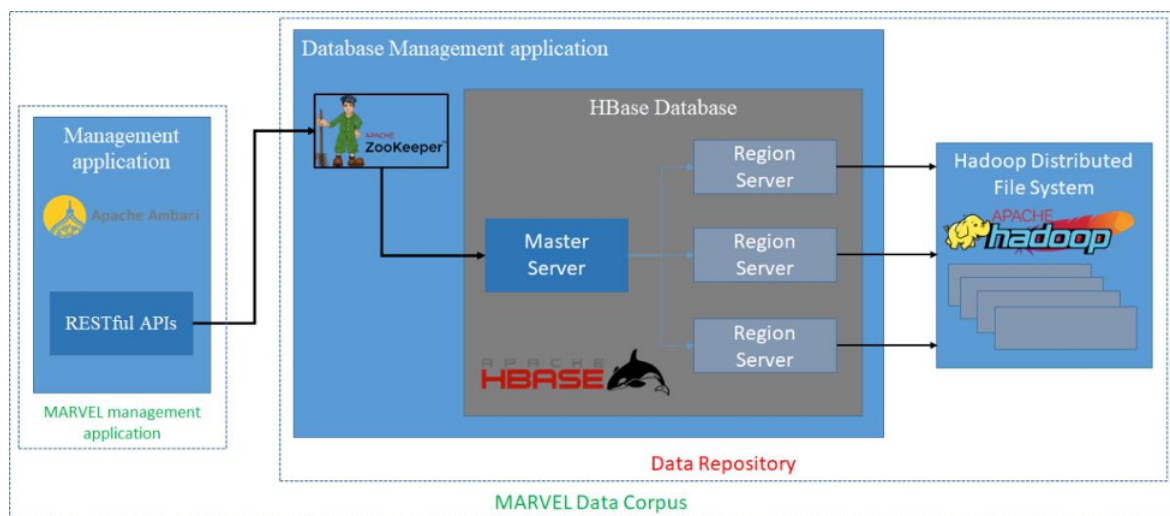 Database Management application
Management
application
Apache Ambari
RESTful APIs
MARVEL management
application
APACHE
ZooKeeper™
HBase Database
Master
Server
Region
Server
Region
Server
Region
Server
APACHE
HBASE
Hadoop Distributed
File System
APACHE
hadoop
Data Repository
MARVEL Data Corpus